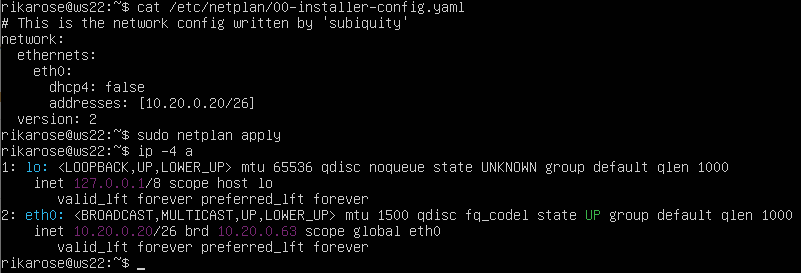 rikarose@ws22:~$ cat /etc/netplan/00-installer-config.yaml
# This is the network config written by 'subiquity'
network:
  ethernets:
    eth0:
      dhcp4: false
      addresses: [10.20.0.20/26]
  version: 2
rikarose@ws22:~$ sudo netplan apply
rikarose@ws22:~$ ip -4 a
1: lo: <LOOPBACK,UP,LOWER_UP> mtu 65536 qdisc noqueue state UNKNOWN group default qlen 1000
    inet 127.0.0.1/8 scope host lo
       valid_lft forever preferred_lft forever
2: eth0: <BROADCAST,MULTICAST,UP,LOWER_UP> mtu 1500 qdisc fq_codel state UP group default qlen 1000
    inet 10.20.0.20/26 brd 10.20.0.63 scope global eth0
       valid_lft forever preferred_lft forever
rikarose@ws22:~$ _